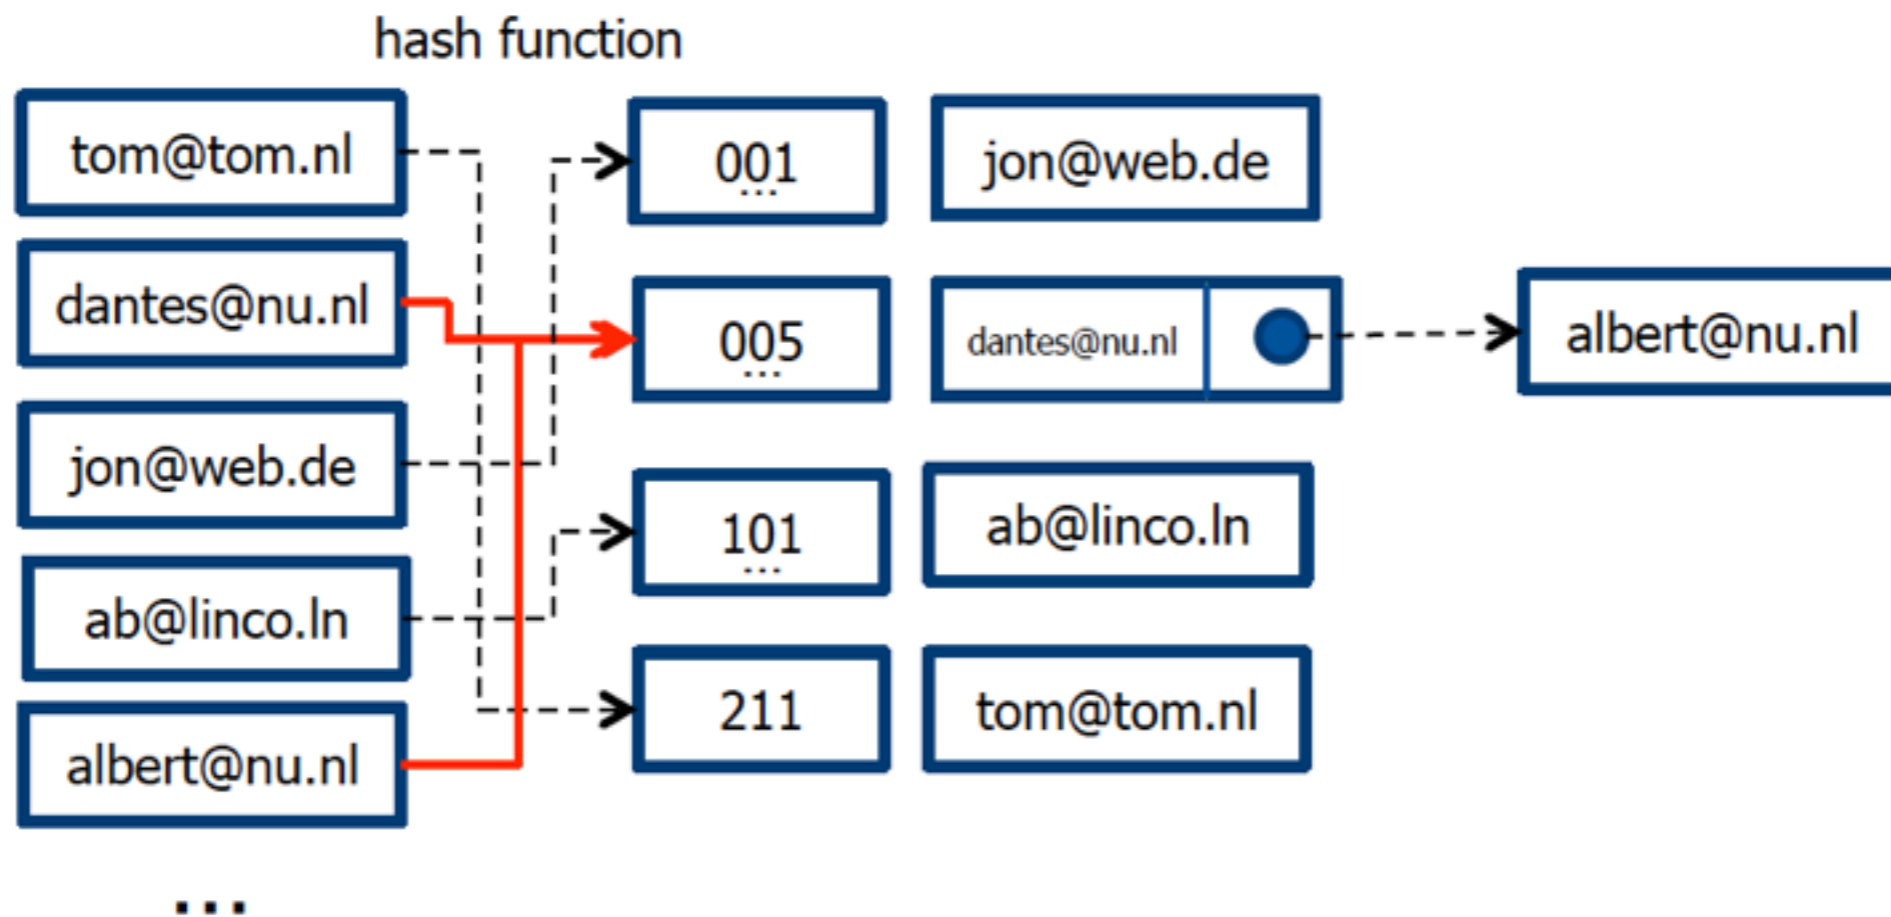 hash function
tom@tom.nl
001
...
jon@web.de
dantes@nu.nl
005
...
dantes@nu.nl
albert@nu.nl
jon@web.de
101
...
ab@linco.ln
ab@linco.ln
211
tom@tom.nl
albert@nu.nl
...